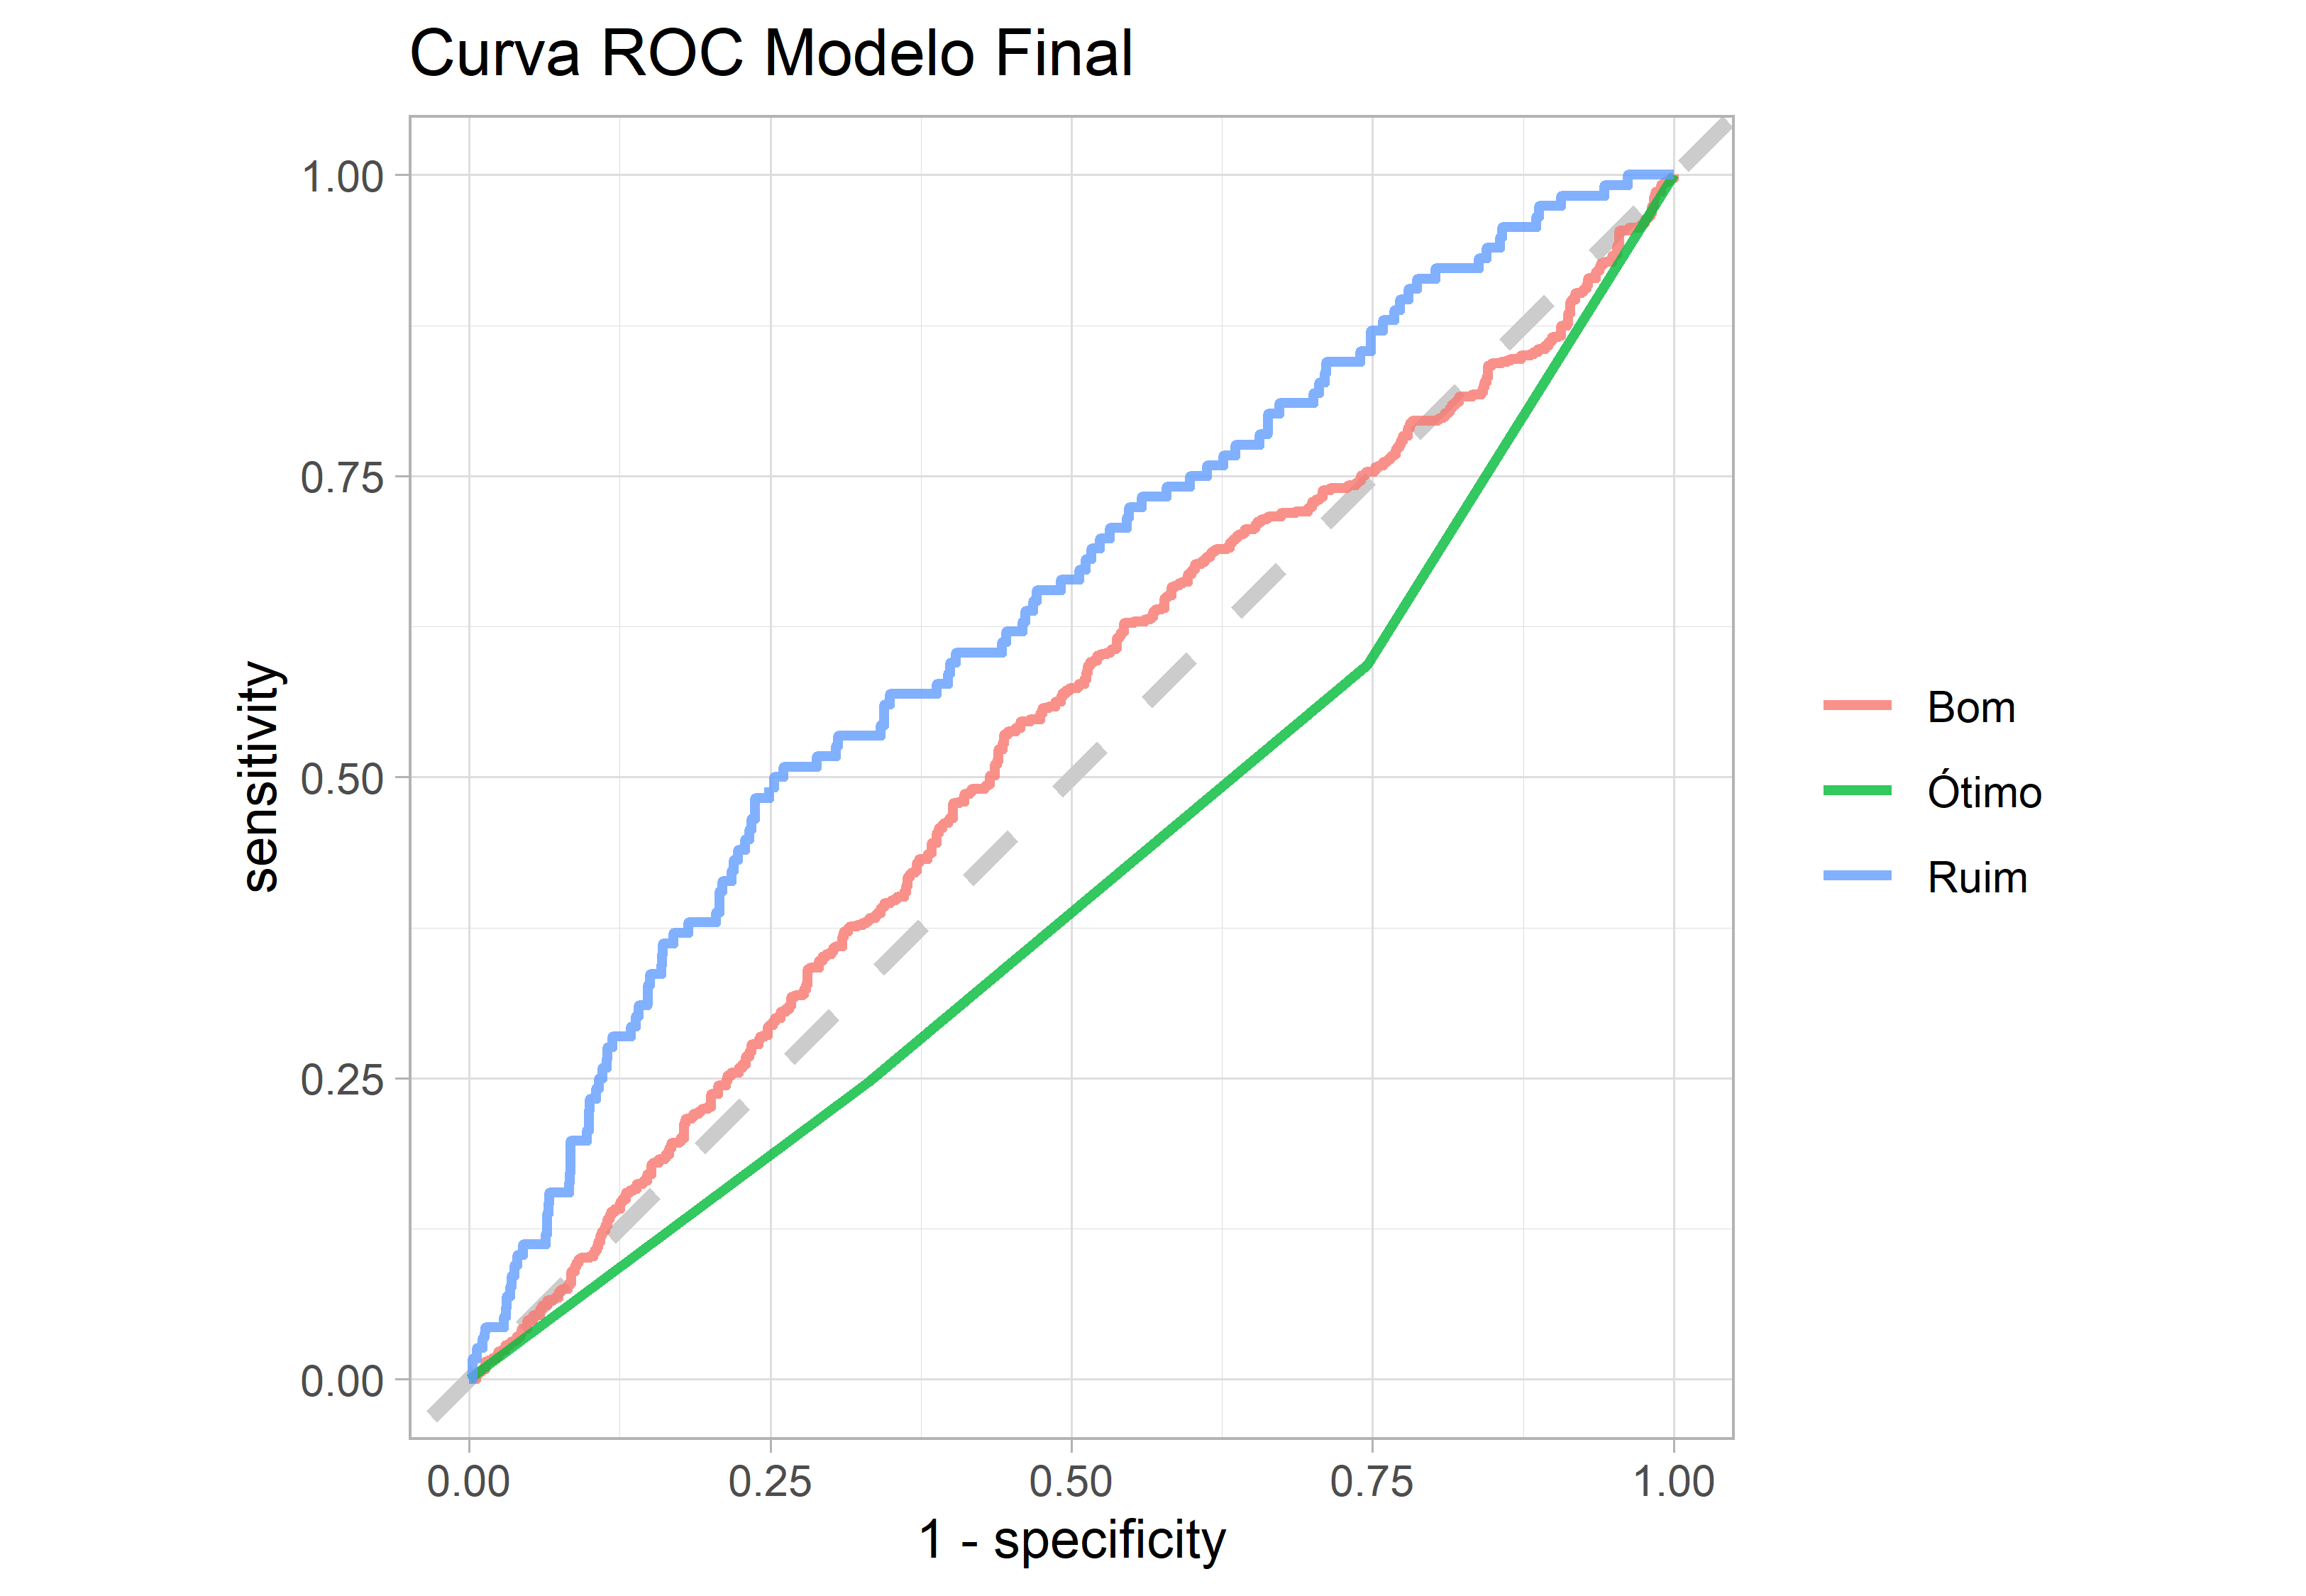 Curva ROC Modelo Final
1.00
0.75
0.50
0.25
0.00
sensitivity
0.00 0.25 0.50 0.75 1.00
1 - specificity
Bom
Ótimo
Ruim